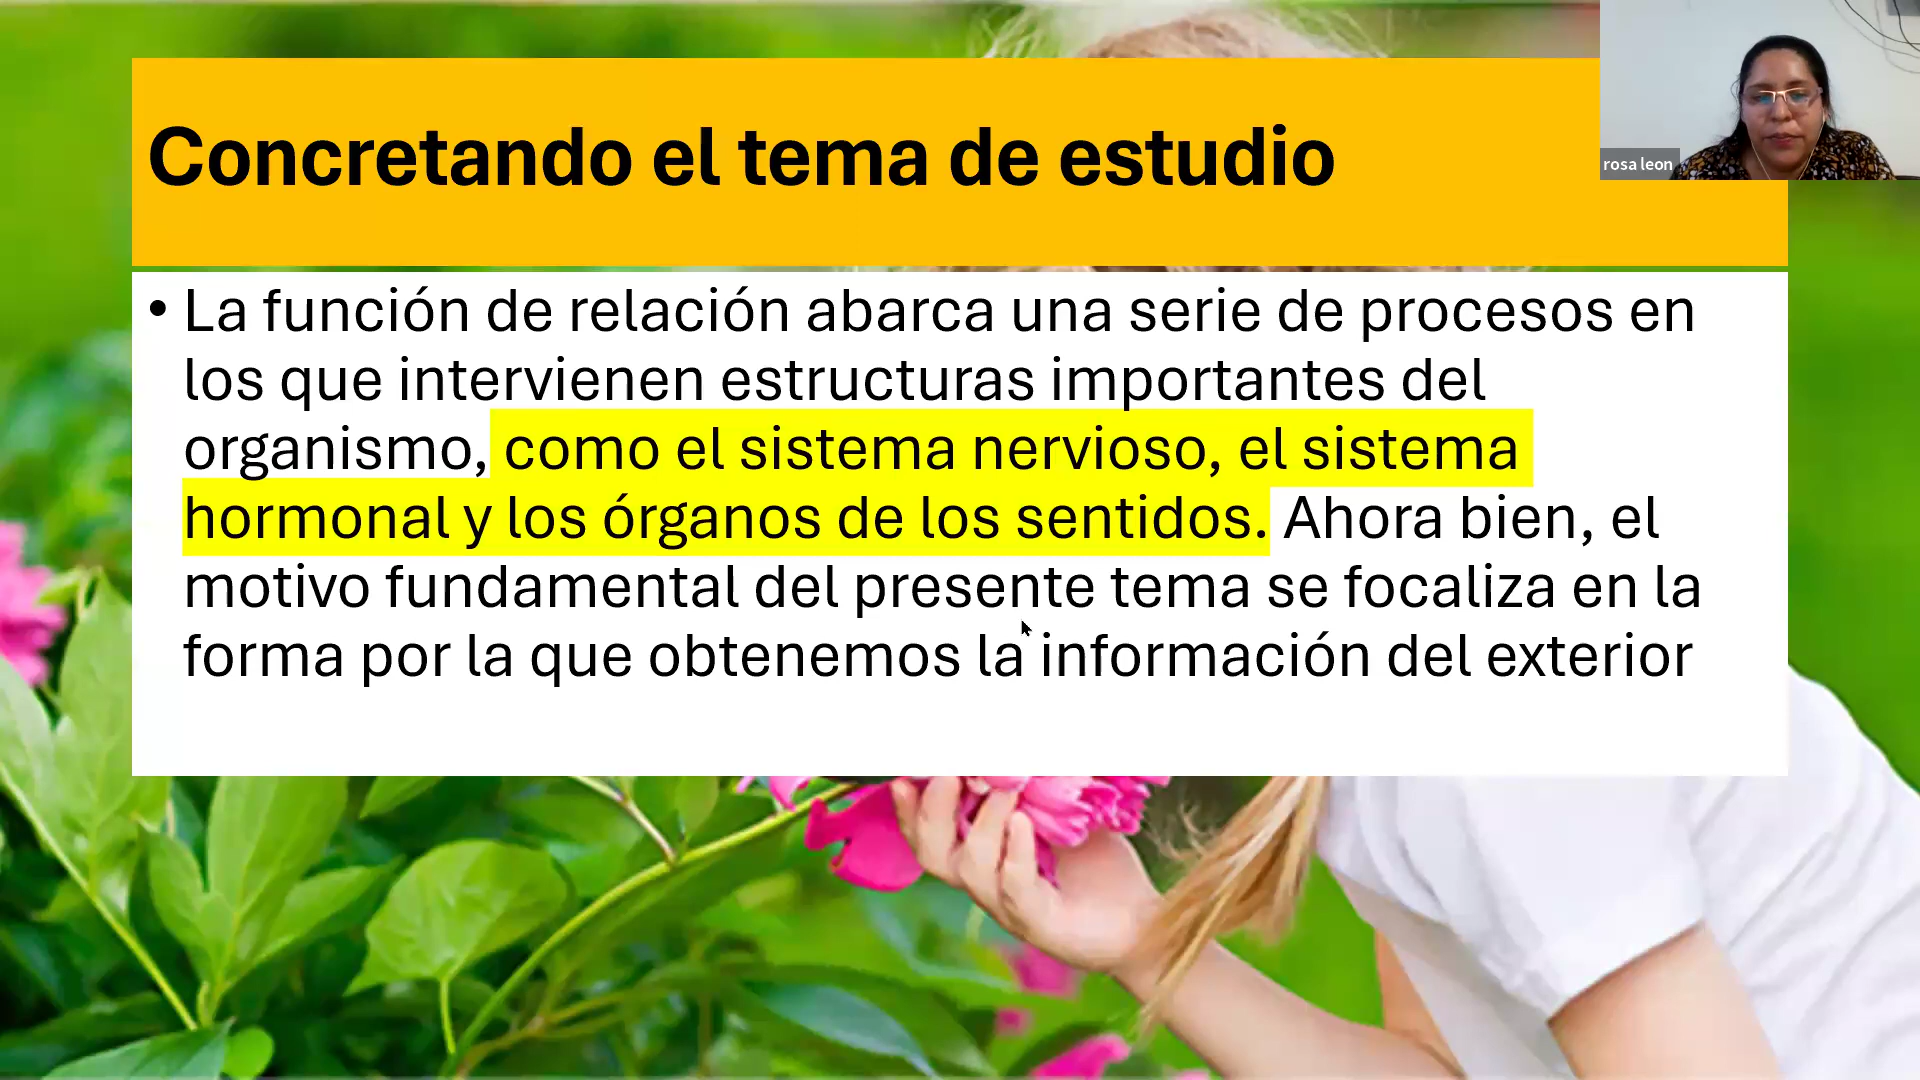 Concretando el tema de estudio
rosa leon
• La función de relación abarca una serie de procesos en
los que intervienen estructuras importantes del
organismo, como el sistema nervioso, el sistema
hormonal y los órganos de los sentidos. Ahora bien, el
motivo fundamental del presente tema se focaliza en la
forma por la que obtenemos la información del exterior